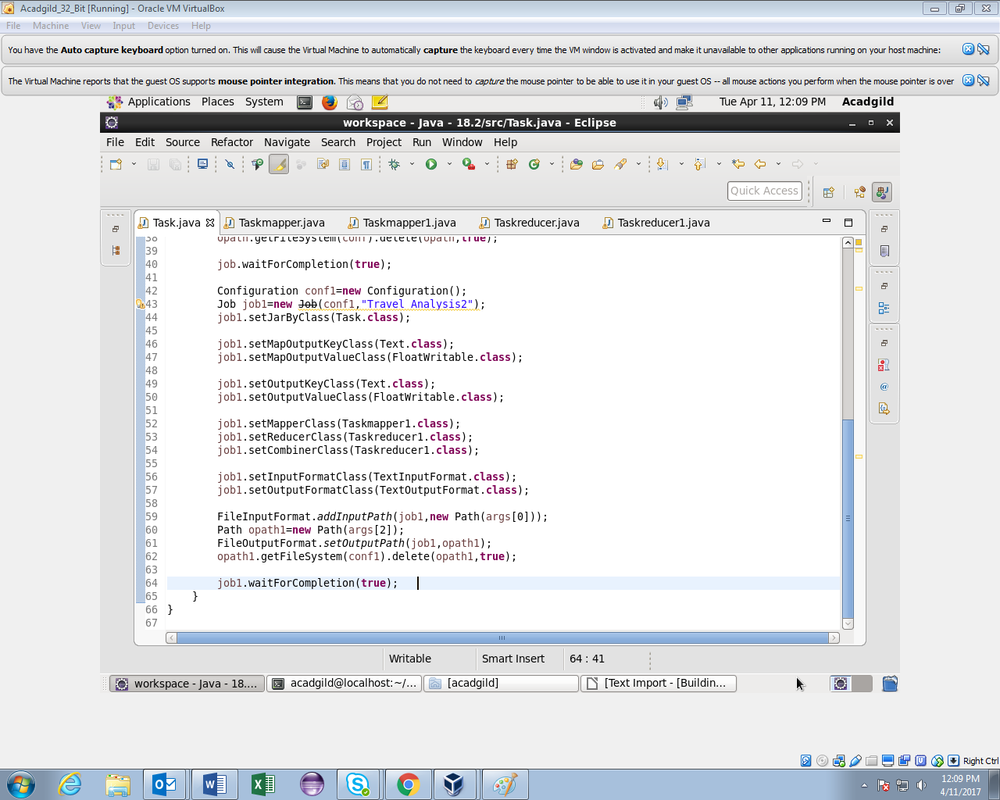 Acadgild_32_Bit [Running] - Oracle VM VirtualBox
File Machine View Input Devices Help
You have the Auto capture keyboard option turned on. This will cause the Virtual Machine to automatically capture the keyboard every time the VM window is activated and make it unavailable to other applications running on your host machine:
The Virtual Machine reports that the guest OS supports mouse pointer integration. This means that you do not need to capture the mouse pointer to be able to use it in your guest OS -- all mouse actions you perform when the mouse pointer is over
Applications Places System Tue Apr 11, 12:09 PM Acadgild
workspace - Java - 18.2/src/Task.java - Eclipse
File Edit Source Refactor Navigate Search Project Run Window Help
Quick Access
Task.java Taskmapper.java Taskmapper1.java Taskreducer.java Taskreducer1.java
38 opath.getFileSystem(conf).delete(opath,true);
39
40 job.waitForCompletion(true);
41
42 Configuration conf1=new Configuration();
43 Job job1=new Job(conf1,"Travel Analysis2");
44 job1.setJarByClass(Task.class);
45
46 job1.setMapOutputKeyClass(Text.class);
47 job1.setMapOutputValueClass(FloatWritable.class);
48
49 job1.setOutputKeyClass(Text.class);
50 job1.setOutputValueClass(FloatWritable.class);
51
52 job1.setMapperClass(Taskmapper1.class);
53 job1.setReducerClass(Taskreducer1.class);
54 job1.setCombinerClass(Taskreducer1.class);
55
56 job1.setInputFormatClass(TextInputFormat.class);
57 job1.setOutputFormatClass(TextOutputFormat.class);
58
59 FileInputFormat.addInputPath(job1,new Path(args[0]));
60 Path opath1=new Path(args[2]);
61 FileOutputFormat.setOutputPath(job1,opath1);
62 opath1.getFileSystem(conf1).delete(opath1,true);
63
64 job1.waitForCompletion(true);
65 }
66 }
67
Writable Smart Insert 64 : 41
workspace - Java - 18.... acadgild@localhost:~/... [acadgild] [Text Import - [Buildin...
Right Ctrl
12:09 PM
4/11/2017